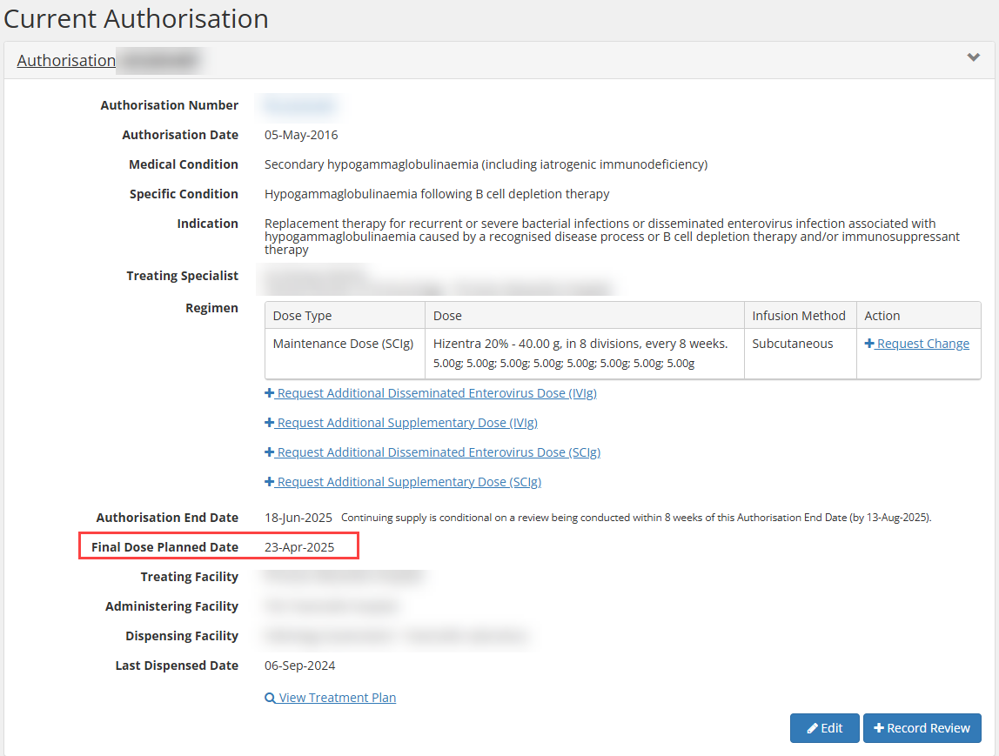 Current Authorisation
Authorisation
Authorisation Number
Authorisation Date 05-May-2016
Medical Condition Secondary hypogammaglobulinaemia (including iatrogenic immunodeficiency)
Specific Condition Hypogammaglobulinaemia following B cell depletion therapy
Indication Replacement therapy for recurrent or severe bacterial infections or disseminated enterovirus infection associated with
hypogammaglobulinaemia caused by a recognised disease process or B cell depletion therapy and/or immunosuppressant
therapy
Treating Specialist
Regimen
Dose Type Dose Infusion Method Action
Maintenance Dose (SCIg) Hizentra 20% - 40.00 g, in 8 divisions, every 8 weeks. Subcutaneous Request Change
5.00g; 5.00g; 5.00g; 5.00g; 5.00g; 5.00g; 5.00g; 5.00g
Request Additional Disseminated Enterovirus Dose (IVIg)
Request Additional Supplementary Dose (IVIg)
Request Additional Disseminated Enterovirus Dose (SCIg)
Request Additional Supplementary Dose (SCIg)
Authorisation End Date 18-Jun-2025 Continuing supply is conditional on a review being conducted within 8 weeks of this Authorisation End Date (by 13-Aug-2025).
Final Dose Planned Date 23-Apr-2025
Treating Facility
Administering Facility
Dispensing Facility
Last Dispensed Date 06-Sep-2024
View Treatment Plan
Edit Record Review